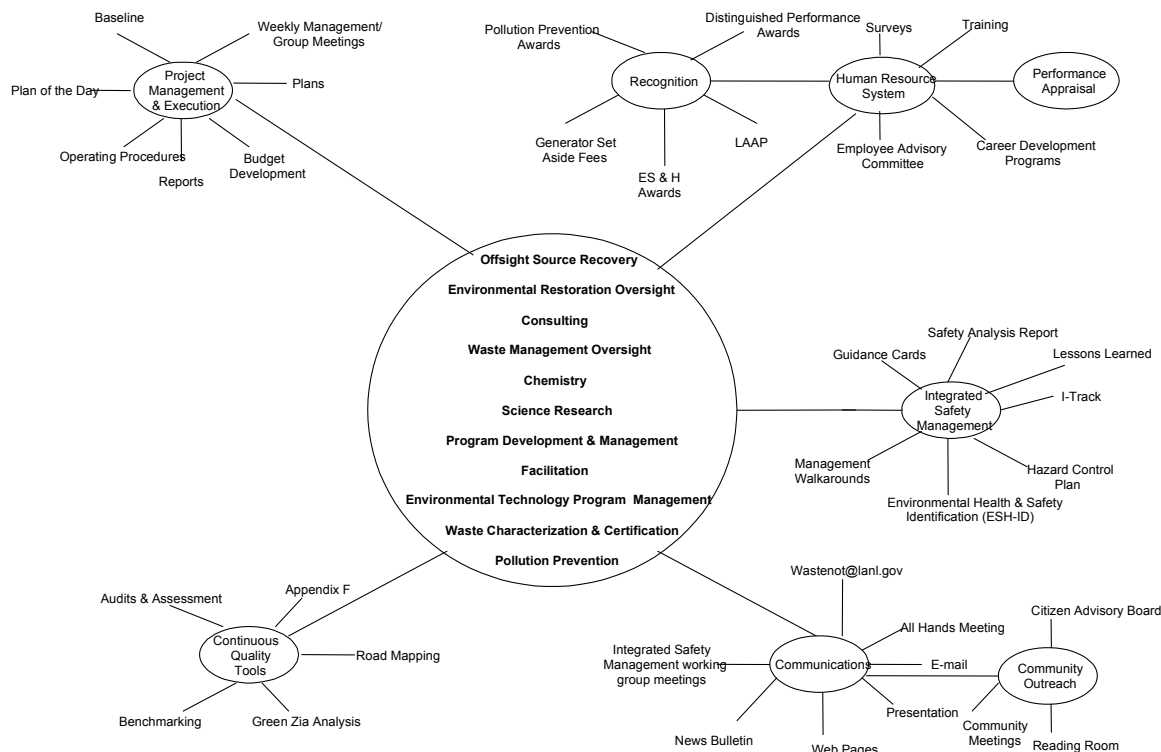 Baseline
Weekly Management/
Group Meetings
Project
Management
& Execution
Plans
Plan of the Day
Operating Procedures
Reports
Budget
Development
Pollution Prevention
Awards
Distinguished Performance
Awards
Recognition
Generator Set
Aside Fees
ES & H
Awards
LAAP
Surveys
Training
Human Resource
System
Performance
Appraisal
Employee Advisory
Committee
Career Development
Programs
Offsight Source Recovery
Environmental Restoration Oversight
Consulting
Waste Management Oversight
Chemistry
Science Research
Program Development & Management
Facilitation
Environmental Technology Program Management
Waste Characterization & Certification
Pollution Prevention
Safety Analysis Report
Guidance Cards
Lessons Learned
Integrated
Safety
Management
I-Track
Management
Walkarounds
Hazard Control
Plan
Environmental Health & Safety
Identification (ESH-ID)
Audits & Assessment
Appendix F
Continuous
Quality
Tools
Road Mapping
Benchmarking
Green Zia Analysis
Wastenot@lanl.gov
All Hands Meeting
Integrated Safety
Management working
group meetings
Communications
E-mail
News Bulletin
Web Pages
Presentation
Citizen Advisory Board
Community
Outreach
Community
Meetings
Reading Room